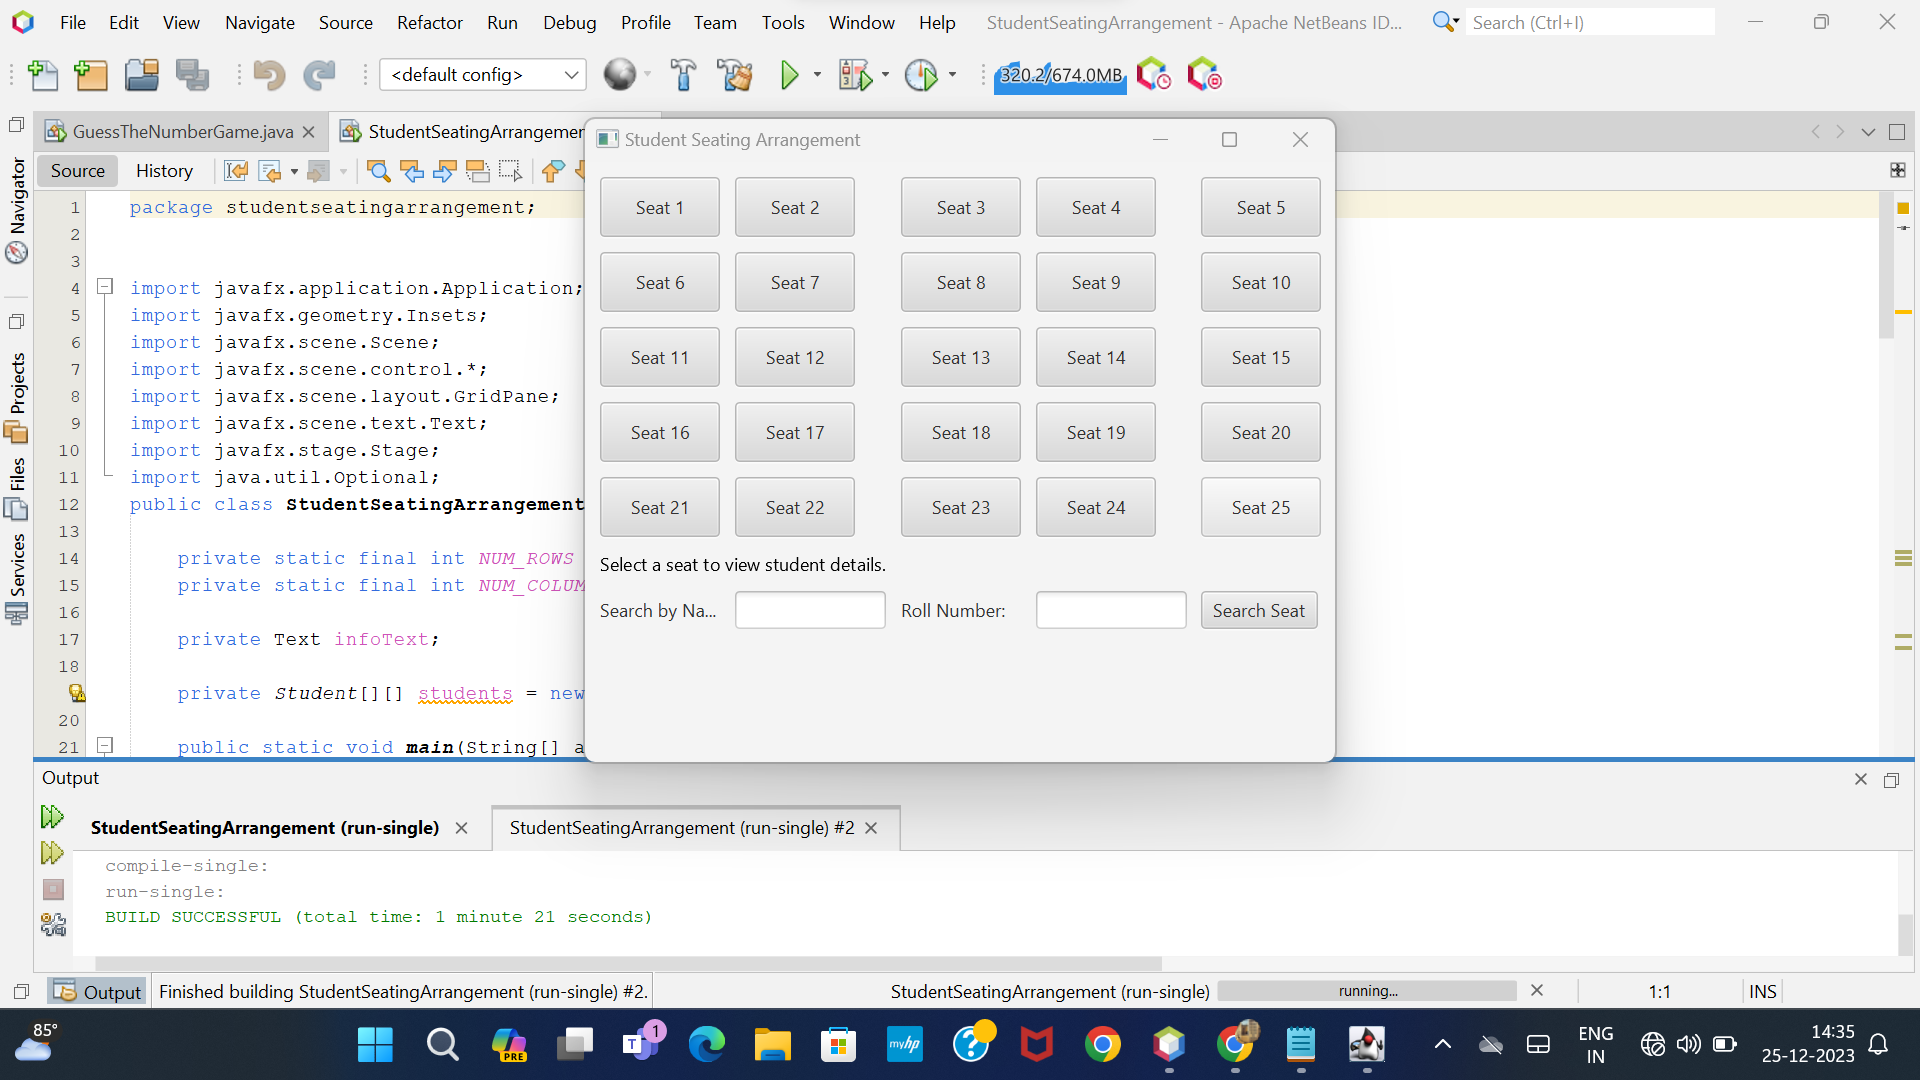 File Edit View Navigate Source Refactor Run Debug Profile Team Tools Window Help StudentSeatingArrangement - Apache NetBeans ID... Search (Ctrl+I)
<default config> 320.2/674.0MB
GuessTheNumberGame.java StudentSeatingArrangemen
Source History
Navigator
Projects
Files
Services
1 package studentseatingarrangement;
2
3
4 import javafx.application.Application;
5 import javafx.geometry.Insets;
6 import javafx.scene.Scene;
7 import javafx.scene.control.*;
8 import javafx.scene.layout.GridPane;
9 import javafx.scene.text.Text;
10 import javafx.stage.Stage;
11 import java.util.Optional;
12 public class StudentSeatingArrangement
13
14 private static final int NUM_ROWS
15 private static final int NUM_COLUM
16
17 private Text infoText;
18
private Student[][] students = new
20
21 public static void main(String[] a
Student Seating Arrangement
Seat 1 Seat 2 Seat 3 Seat 4 Seat 5
Seat 6 Seat 7 Seat 8 Seat 9 Seat 10
Seat 11 Seat 12 Seat 13 Seat 14 Seat 15
Seat 16 Seat 17 Seat 18 Seat 19 Seat 20
Seat 21 Seat 22 Seat 23 Seat 24 Seat 25
Select a seat to view student details.
Search by Na... Roll Number: Search Seat
Output
StudentSeatingArrangement (run-single) StudentSeatingArrangement (run-single) #2
compile-single:
run-single:
BUILD SUCCESSFUL (total time: 1 minute 21 seconds)
Output Finished building StudentSeatingArrangement (run-single) #2. StudentSeatingArrangement (run-single) running... 1:1 INS
85° PRE 1 myhp ENG 14:35
IN 25-12-2023